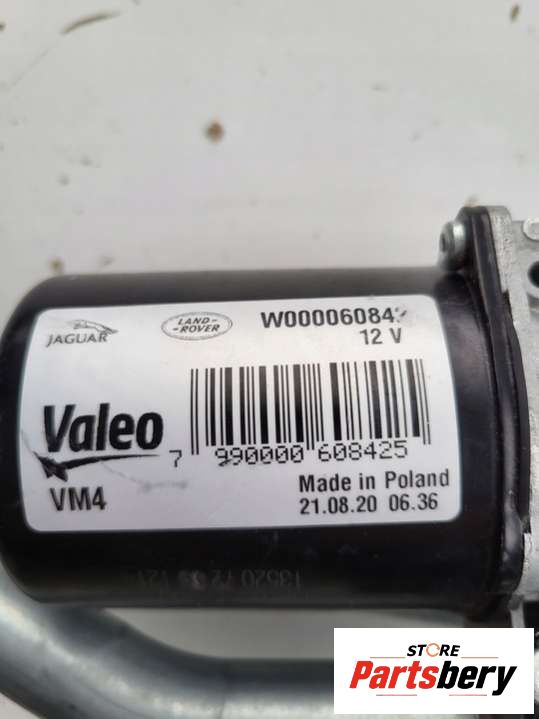 JAGUAR
LAND-
ROVER
12 V
Valeo
7 990000 608425
VM4
Made in Poland
21.08.20 06.36
STORE
Partsbery